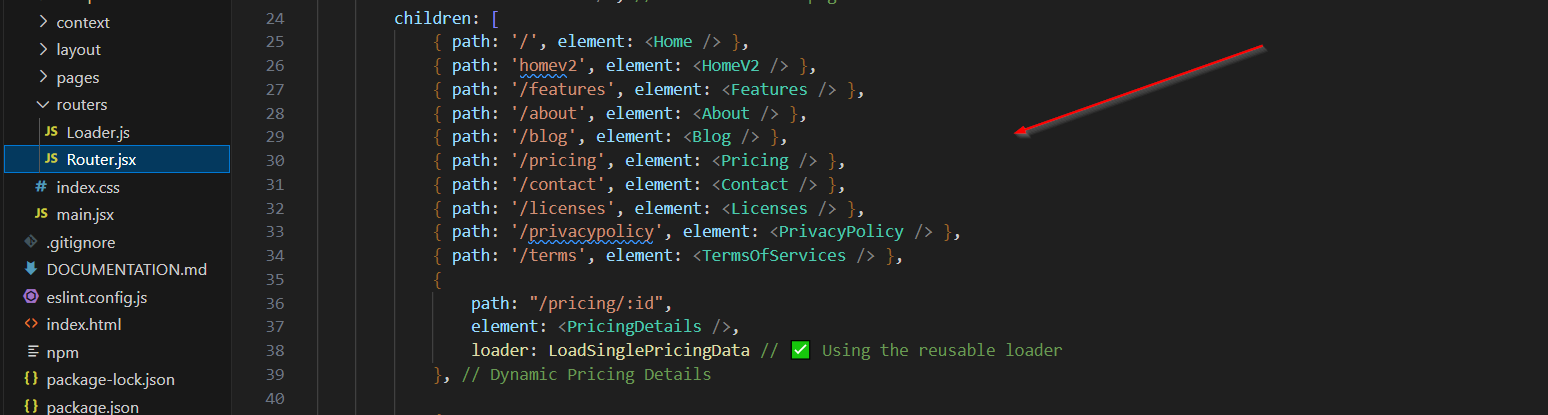 context
layout
pages
routers
JS Loader.js
JS Router.jsx
# index.css
JS main.jsx
.gitignore
DOCUMENTATION.md
eslint.config.js
<> index.html
npm
{} package-lock.json
{} package.json
24 children: [
25 { path: '/', element: <Home /> },
26 { path: 'homev2', element: <HomeV2 /> },
27 { path: '/features', element: <Features /> },
28 { path: '/about', element: <About /> },
29 { path: '/blog', element: <Blog /> },
30 { path: '/pricing', element: <Pricing /> },
31 { path: '/contact', element: <Contact /> },
32 { path: '/licenses', element: <Licenses /> },
33 { path: '/privacypolicy', element: <PrivacyPolicy /> },
34 { path: '/terms', element: <TermsOfServices /> },
35 {
36 path: "/pricing/:id",
37 element: <PricingDetails />,
38 loader: LoadSinglePricingData // ✅ Using the reusable loader
39 }, // Dynamic Pricing Details
40